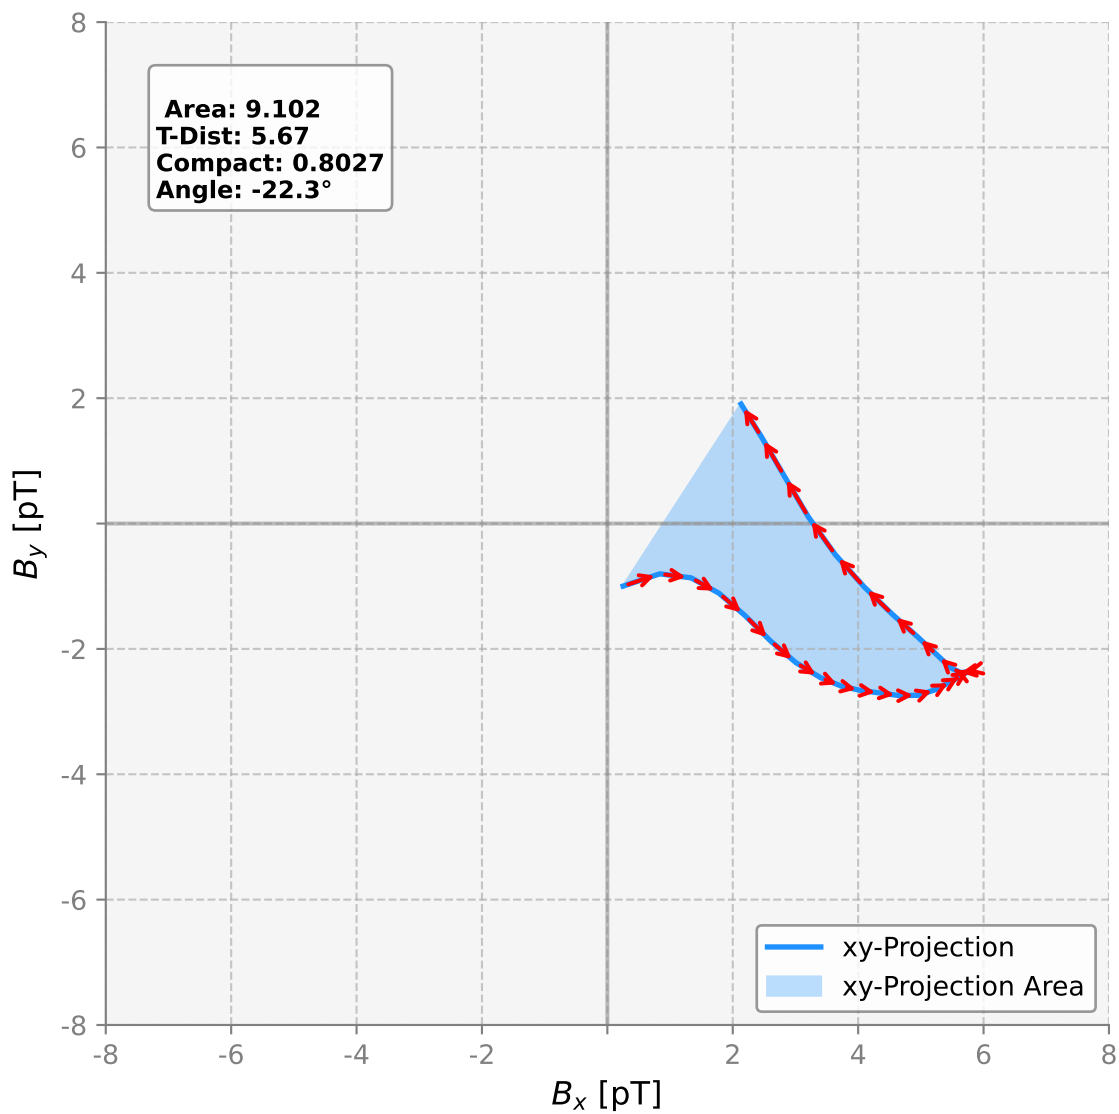 8
6
4
2
-2
-4
-6
-8
Area: 9.102
T-Dist: 5.67
Compact: 0.8027
Angle: -22.3°
B_y [pT]
xy-Projection
xy-Projection Area
-8 -6 -4 -2 2 4 6 8
B_x [pT]